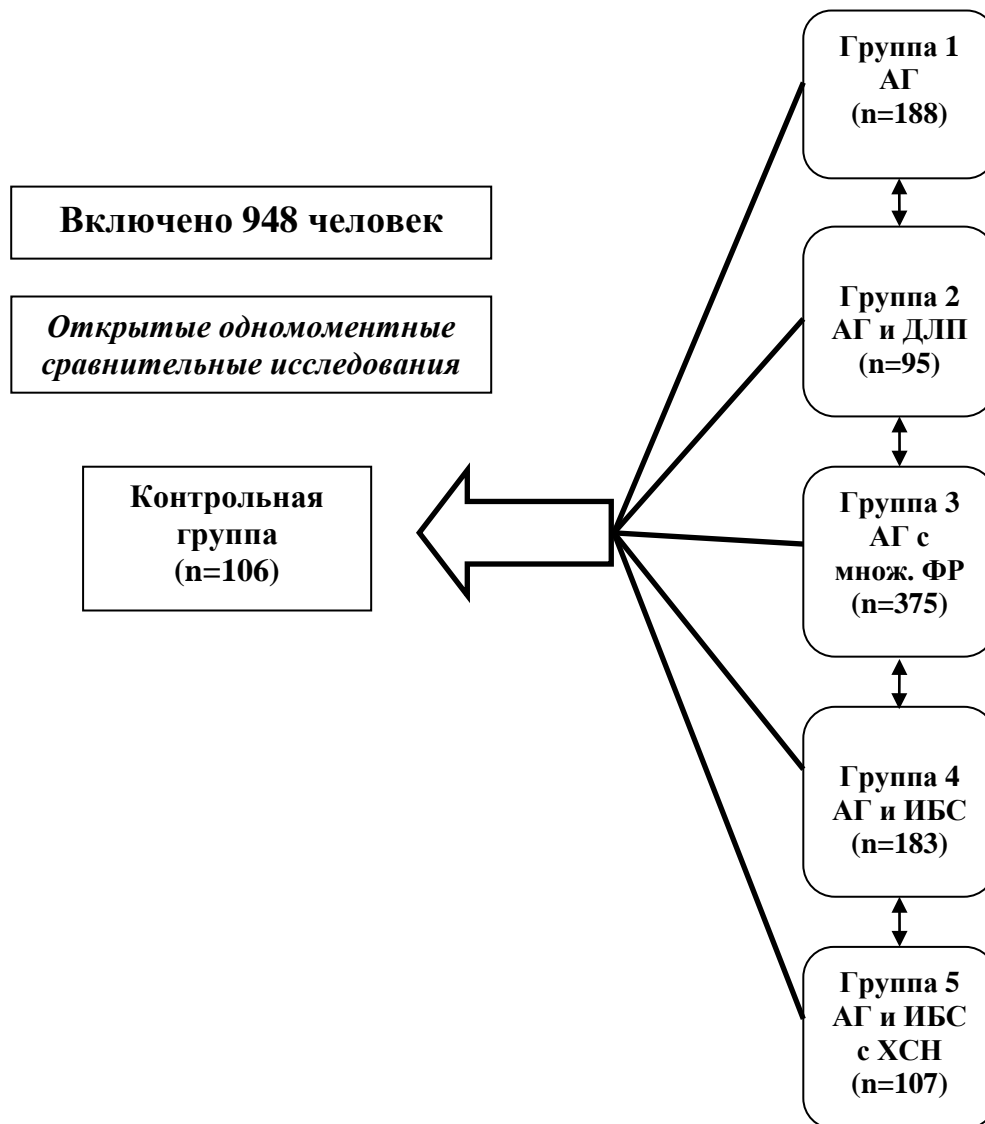 Включено 948 человек
Открытые одномоментные
сравнительные исследования
Контрольная
группа
(n=106)
Группа 1
АГ
(n=188)
Группа 2
АГ и ДЛП
(n=95)
Группа 3
АГ с
множ. ФР
(n=375)
Группа 4
АГ и ИБС
(n=183)
Группа 5
АГ и ИБС
с ХСН
(n=107)